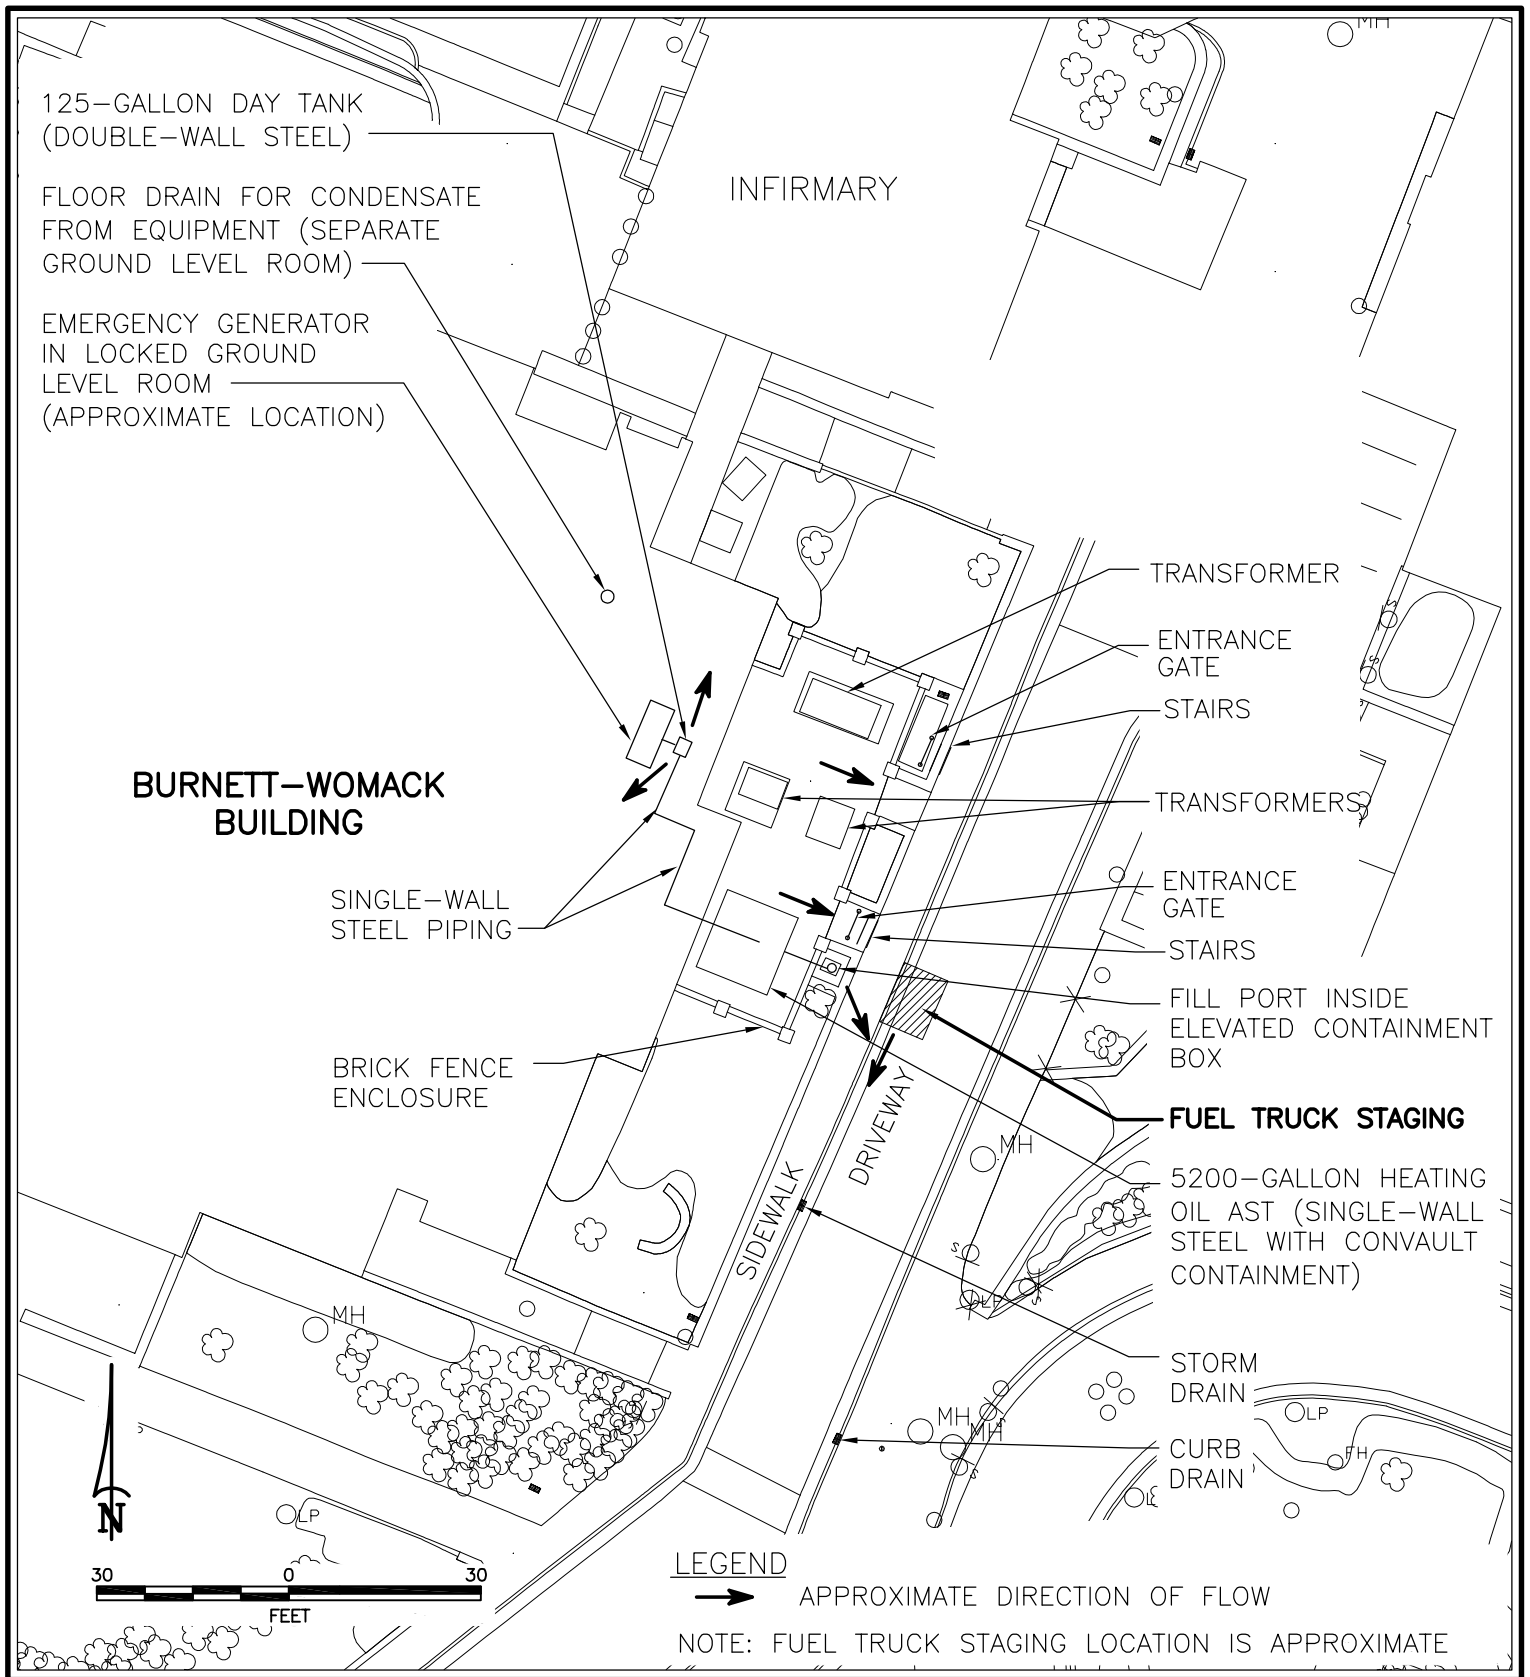 MH
125-GALLON DAY TANK
(DOUBLE-WALL STEEL)
FLOOR DRAIN FOR CONDENSATE
FROM EQUIPMENT (SEPARATE
GROUND LEVEL ROOM)
INFIRMARY
EMERGENCY GENERATOR
IN LOCKED GROUND
LEVEL ROOM
(APPROXIMATE LOCATION)
TRANSFORMER
S
ENTRANCE
GATE
S
STAIRS
BURNETT-WOMACK
BUILDING
TRANSFORMERS
SINGLE-WALL
STEEL PIPING
ENTRANCE
GATE
STAIRS
FILL PORT INSIDE
ELEVATED CONTAINMENT
BOX
BRICK FENCE
ENCLOSURE
DRIVEWAY
FUEL TRUCK STAGING
MH
SIDEWALK
5200-GALLON HEATING
OIL AST (SINGLE-WALL
STEEL WITH CONVAULT
CONTAINMENT)
S
LP
S
MH
STORM
DRAIN
MH
MH
S
S
LP
CURB
DRAIN
FH
N
LP
30 0 30
FEET
LEGEND
APPROXIMATE DIRECTION OF FLOW
NOTE: FUEL TRUCK STAGING LOCATION IS APPROXIMATE